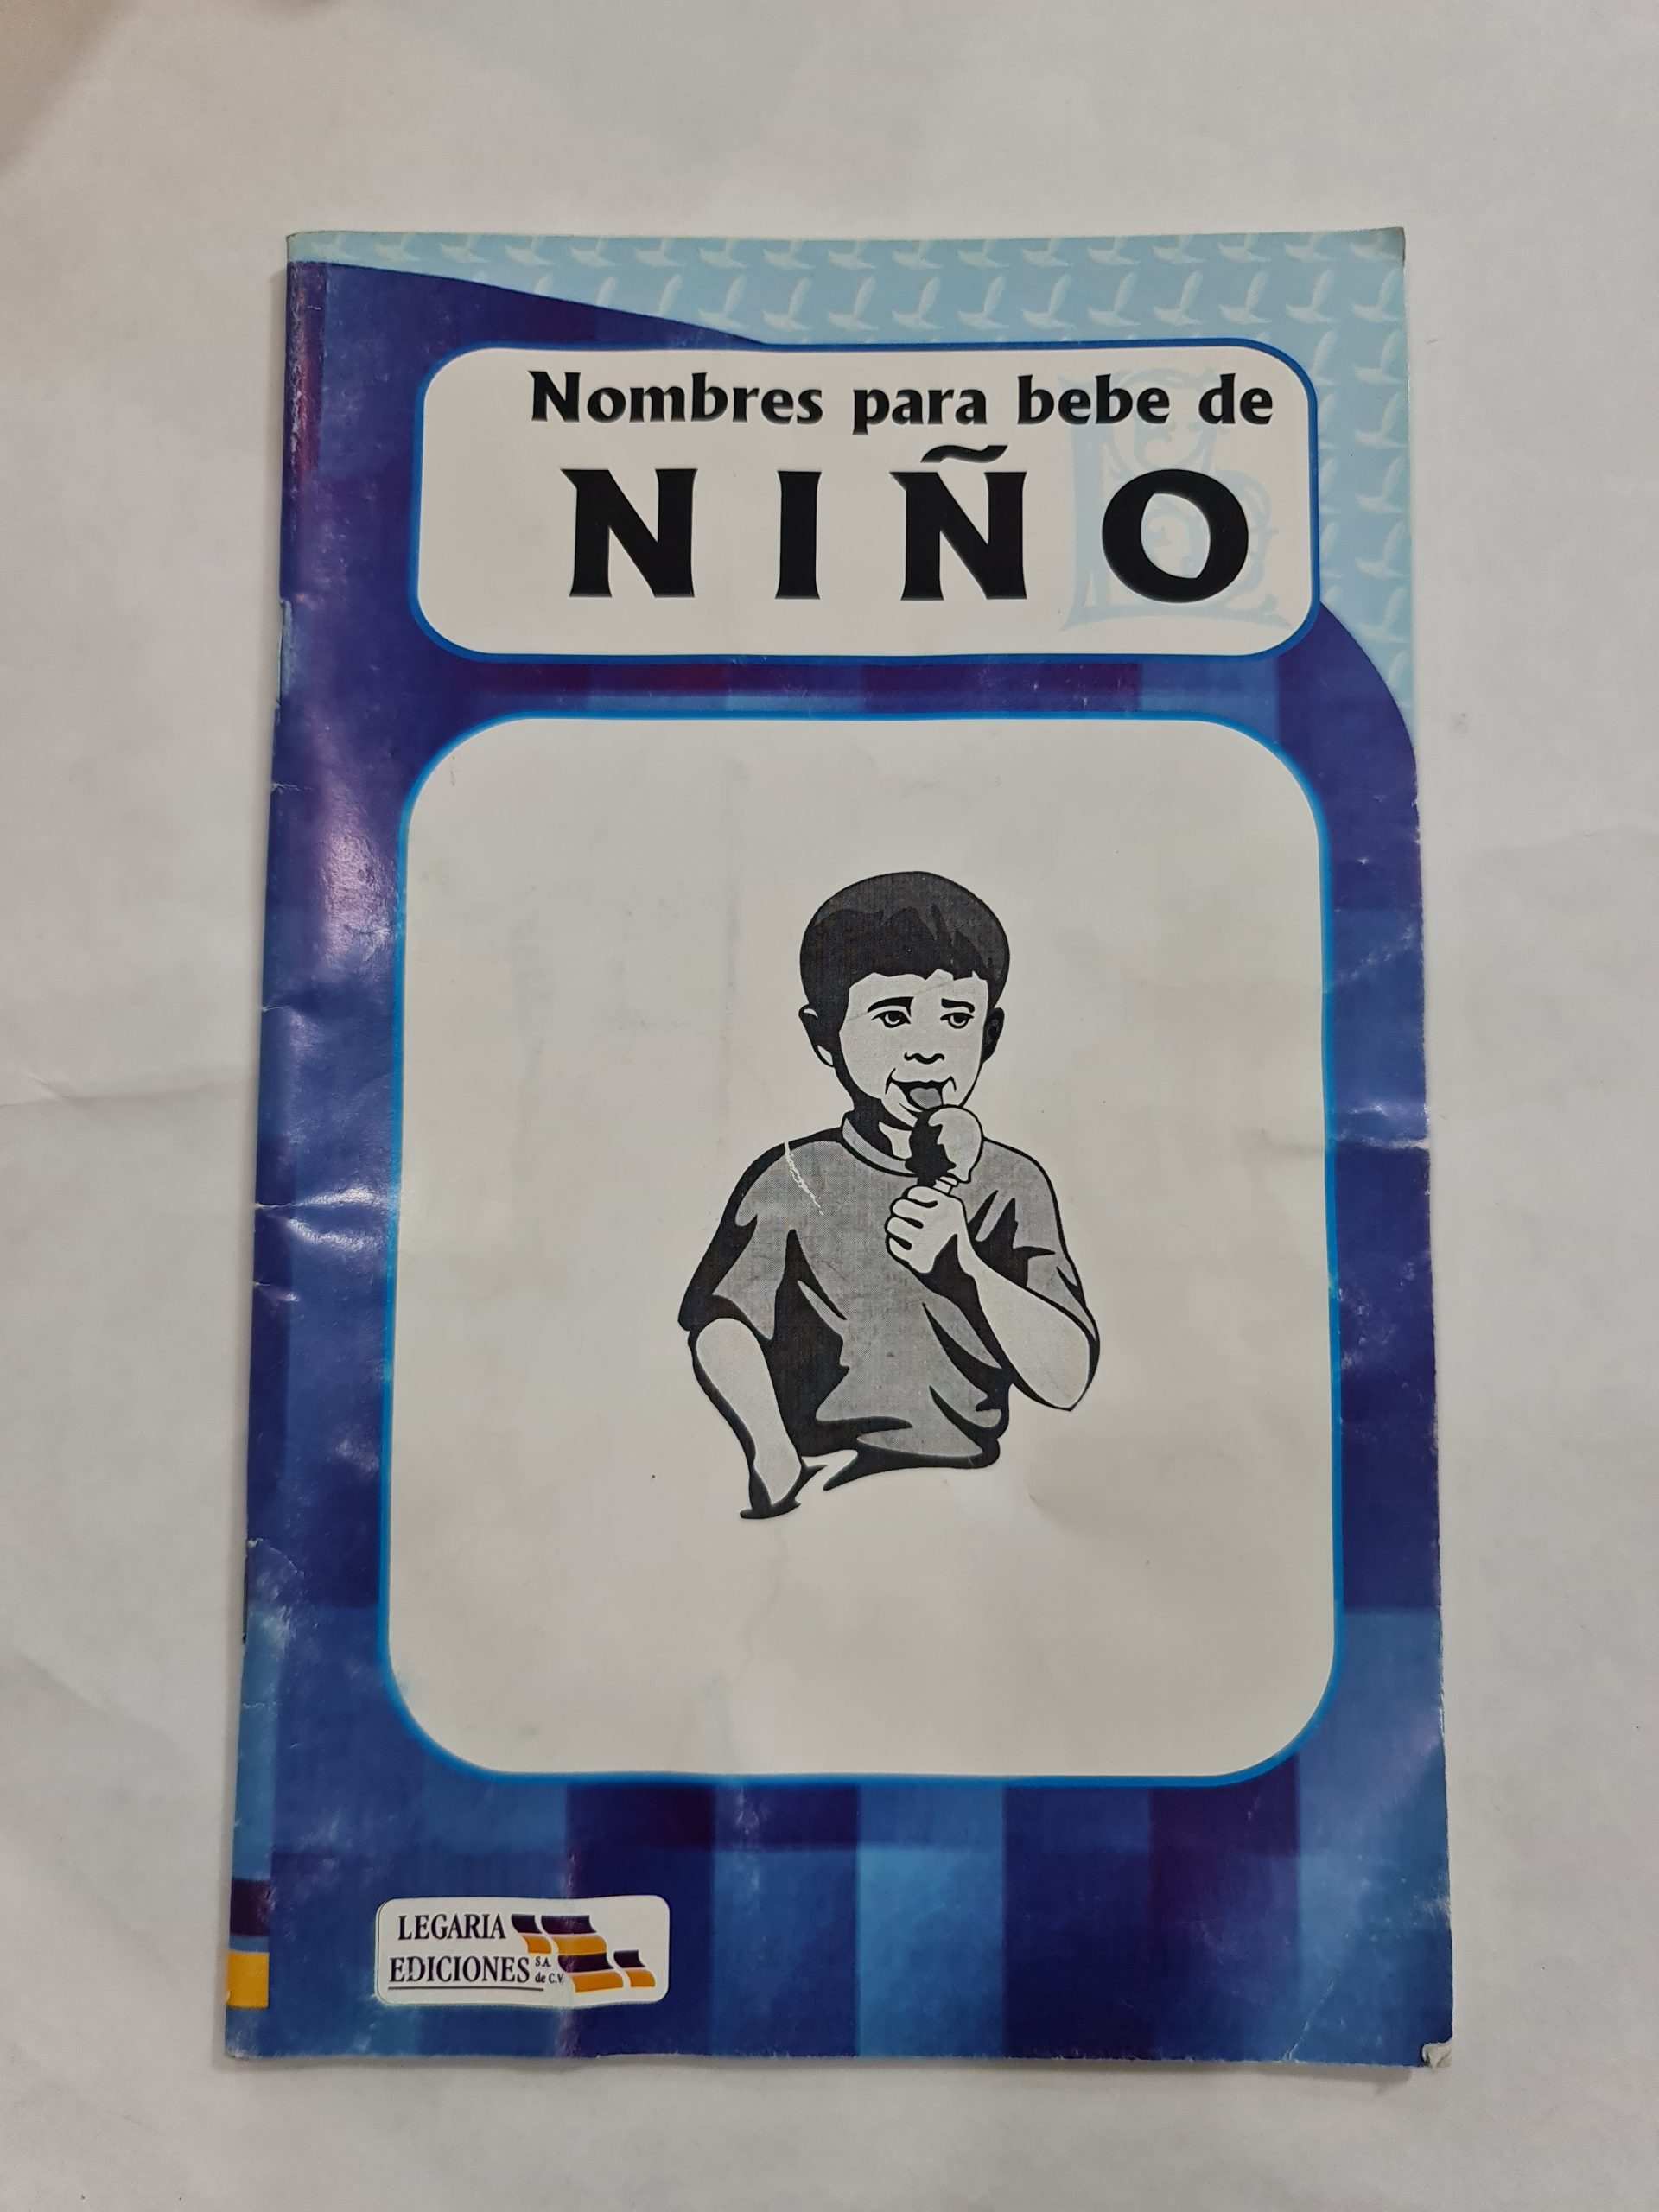 Nombres para bebe de
NIÑO
LEGARIA
EDICIONES S.A.
de C.V.